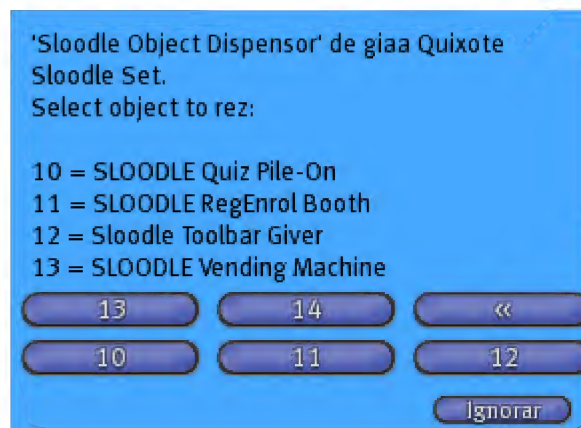 'Sloodle Object Dispensor' de giaa Quixote
Sloodle Set.
Select object to rez:
10 = SLOODLE Quiz Pile-On
11 = SLOODLE RegEnrol Booth
12 = Sloodle Toolbar Giver
13 = SLOODLE Vending Machine
13 14 «
10 11 12
Ignorar